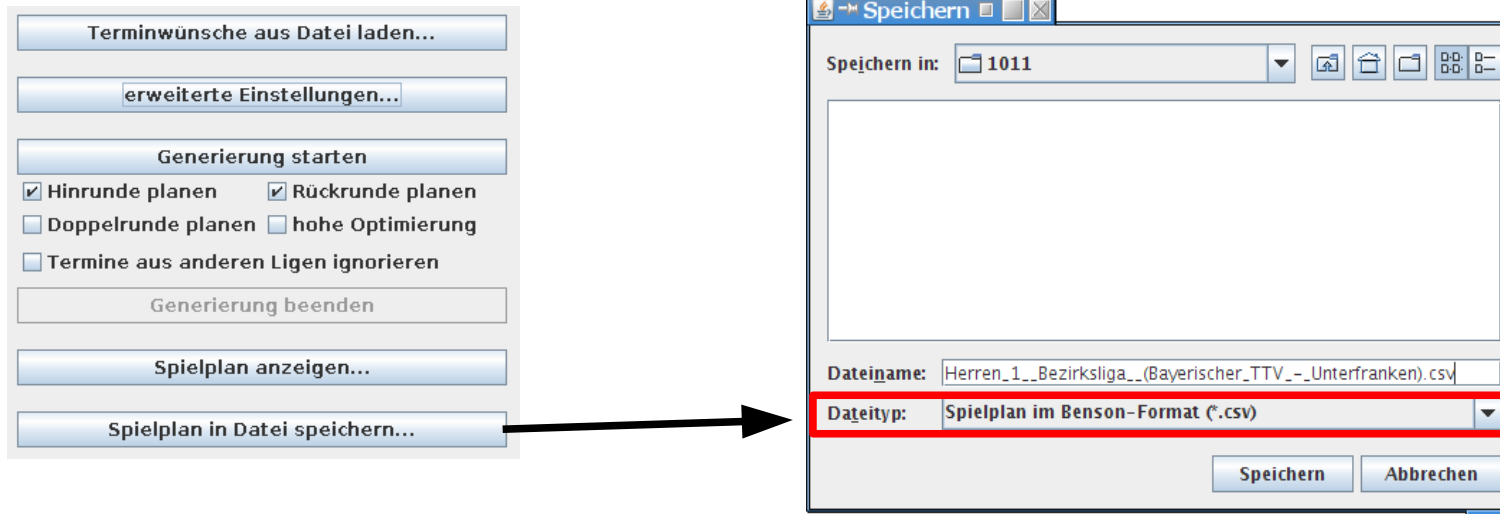 Terminwünsche aus Datei laden...
erweiterte Einstellungen...
Generierung starten
Hinrunde planen Rückrunde planen
Doppelrunde planen hohe Optimierung
Termine aus anderen Ligen ignorieren
Generierung beenden
Spielplan anzeigen...
Spielplan in Datei speichern...
Speichern
Speichern in: 1011
Dateiname: Herren_1__Bezirksliga__(Bayerischer_TTV_-_Unterfranken).csv
Dateityp: Spielplan im Benson-Format (*.csv)
Speichern Abbrechen